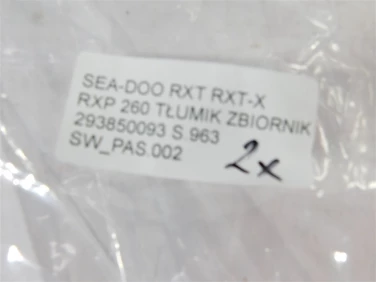 SEA-DOO RXT RXT-X
RXP 260 TŁUMIK ZBIORNIK
293850093 S 963
SW_PAS 002
2x